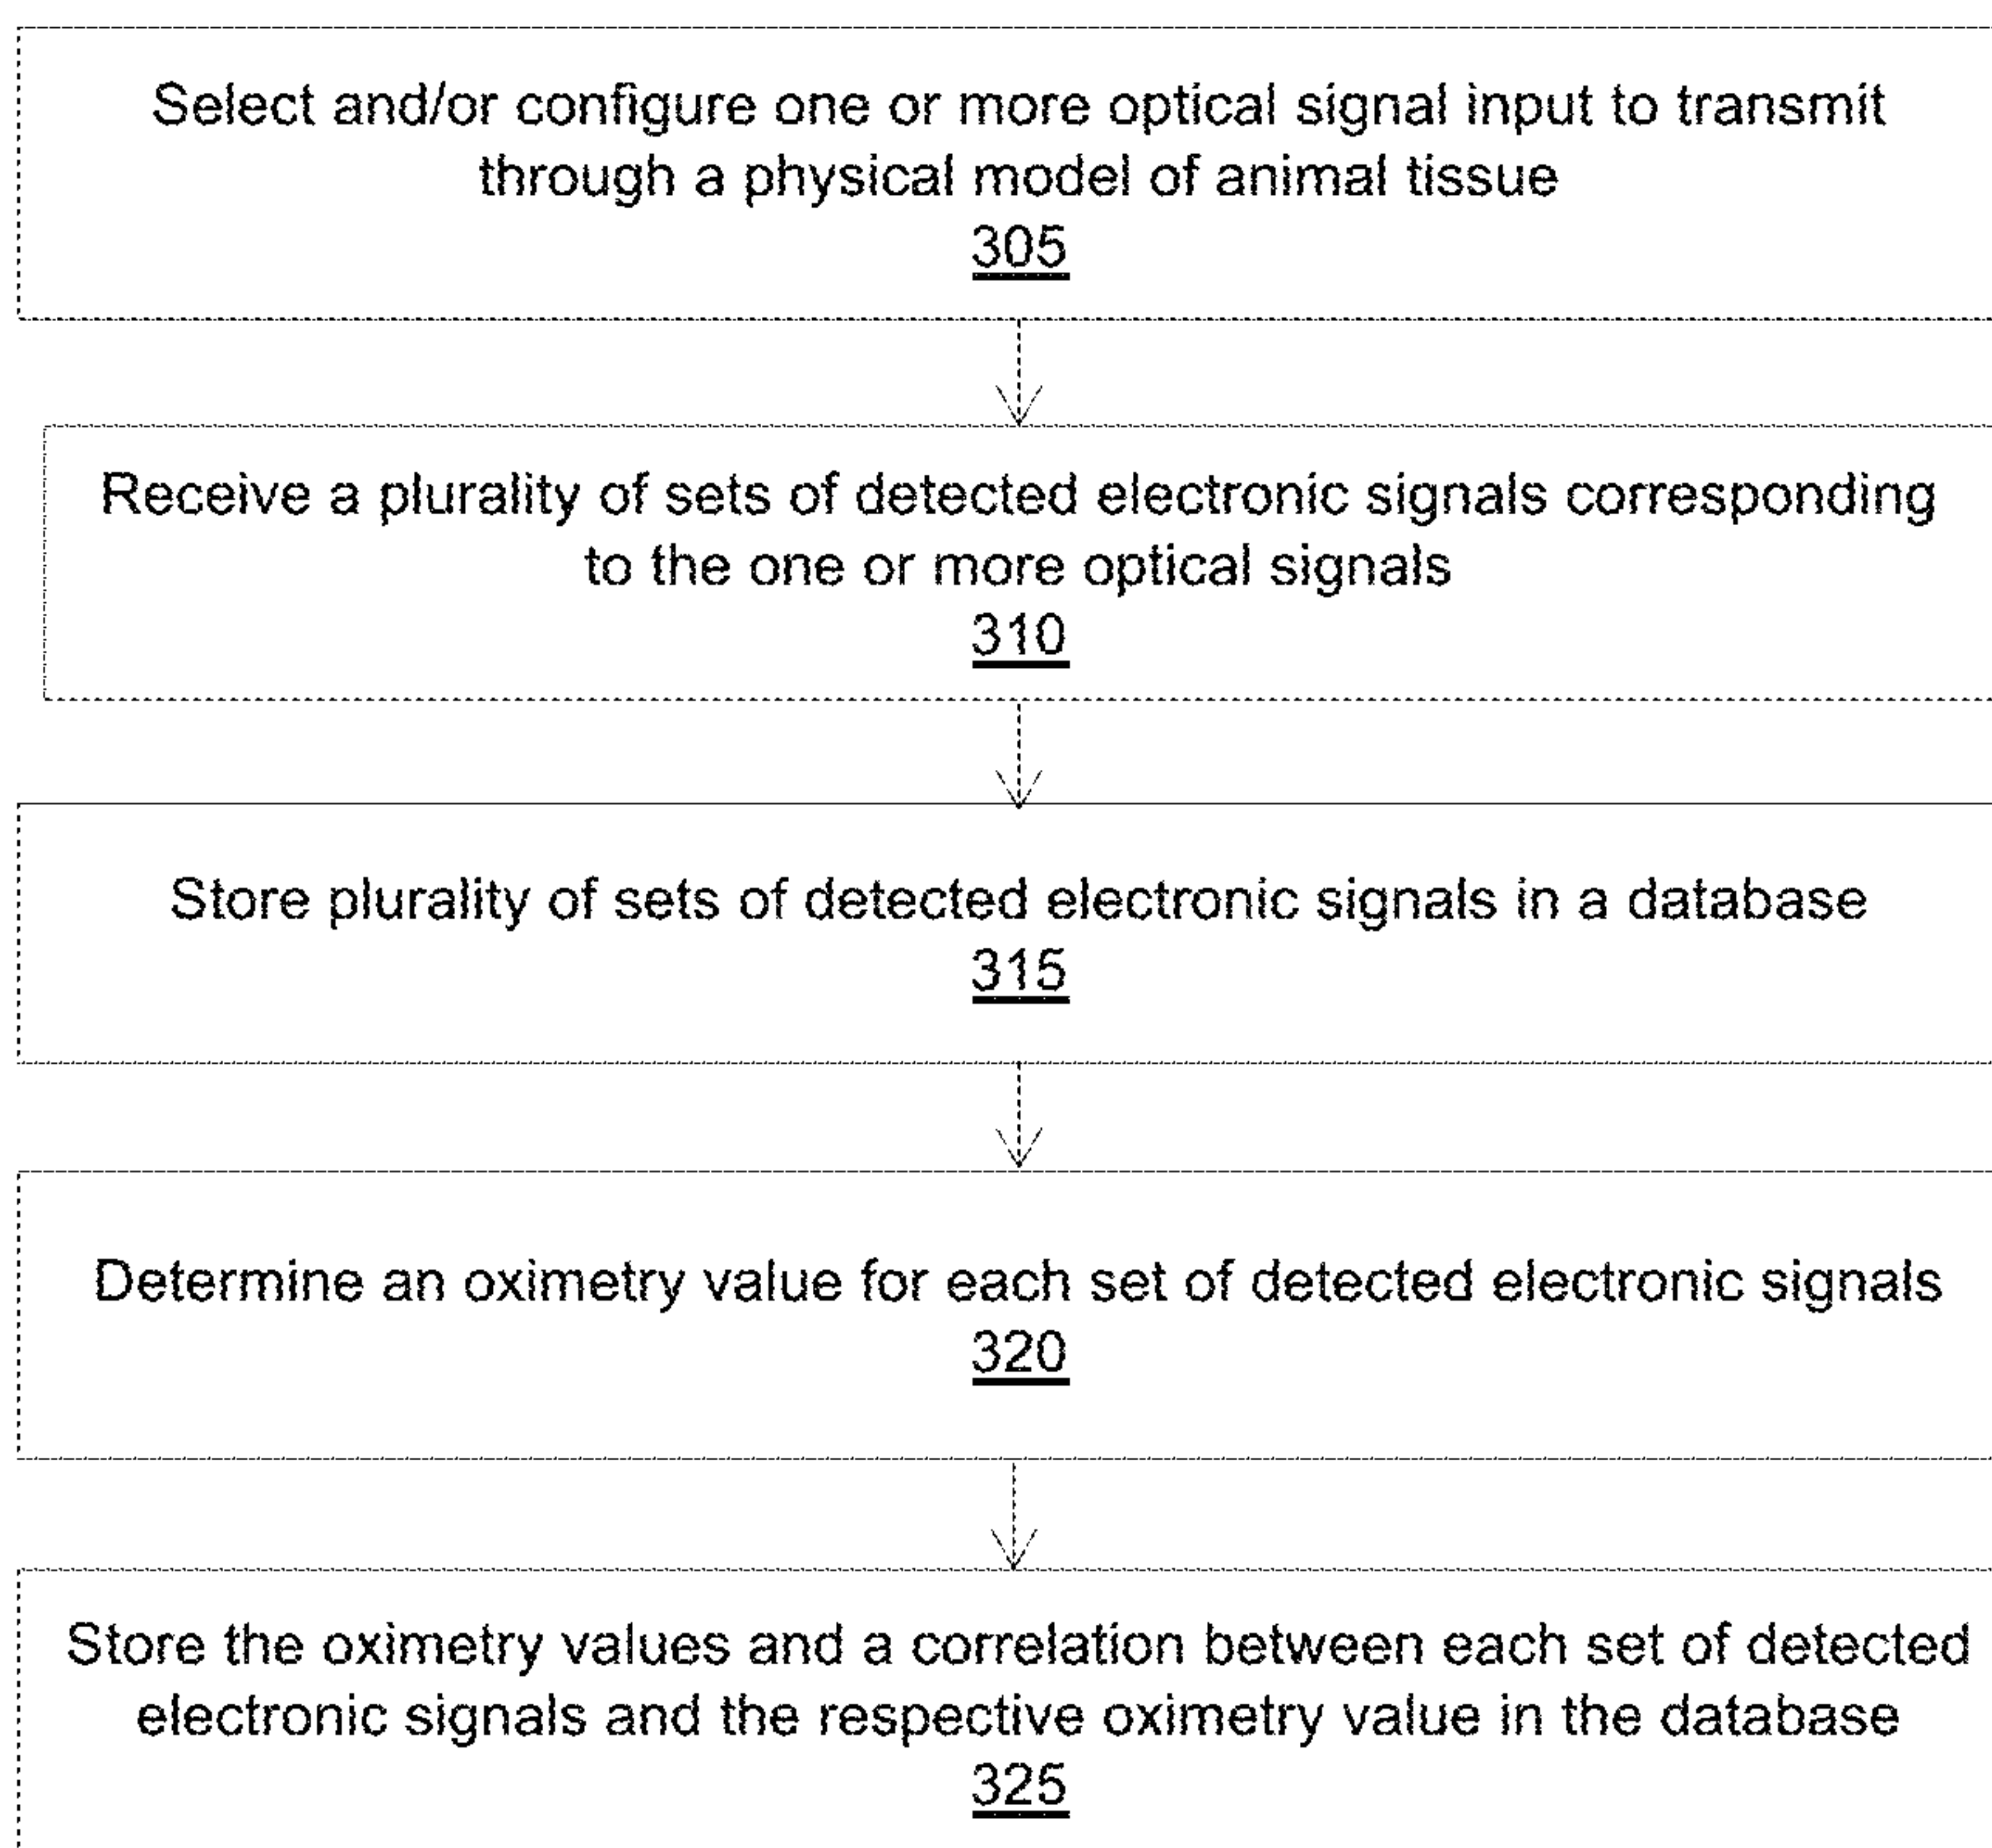 Select and/or configure one or more optical signal input to transmit
through a physical model of animal tissue
305
Receive a plurality of sets of detected electronic signals corresponding
to the one or more optical signals
310
Store plurality of sets of detected electronic signals in a database
315
Determine an oximetry value for each set of detected electronic signals
320
Store the oximetry values and a correlation between each set of detected
electronic signals and the respective oximetry value in the database
325